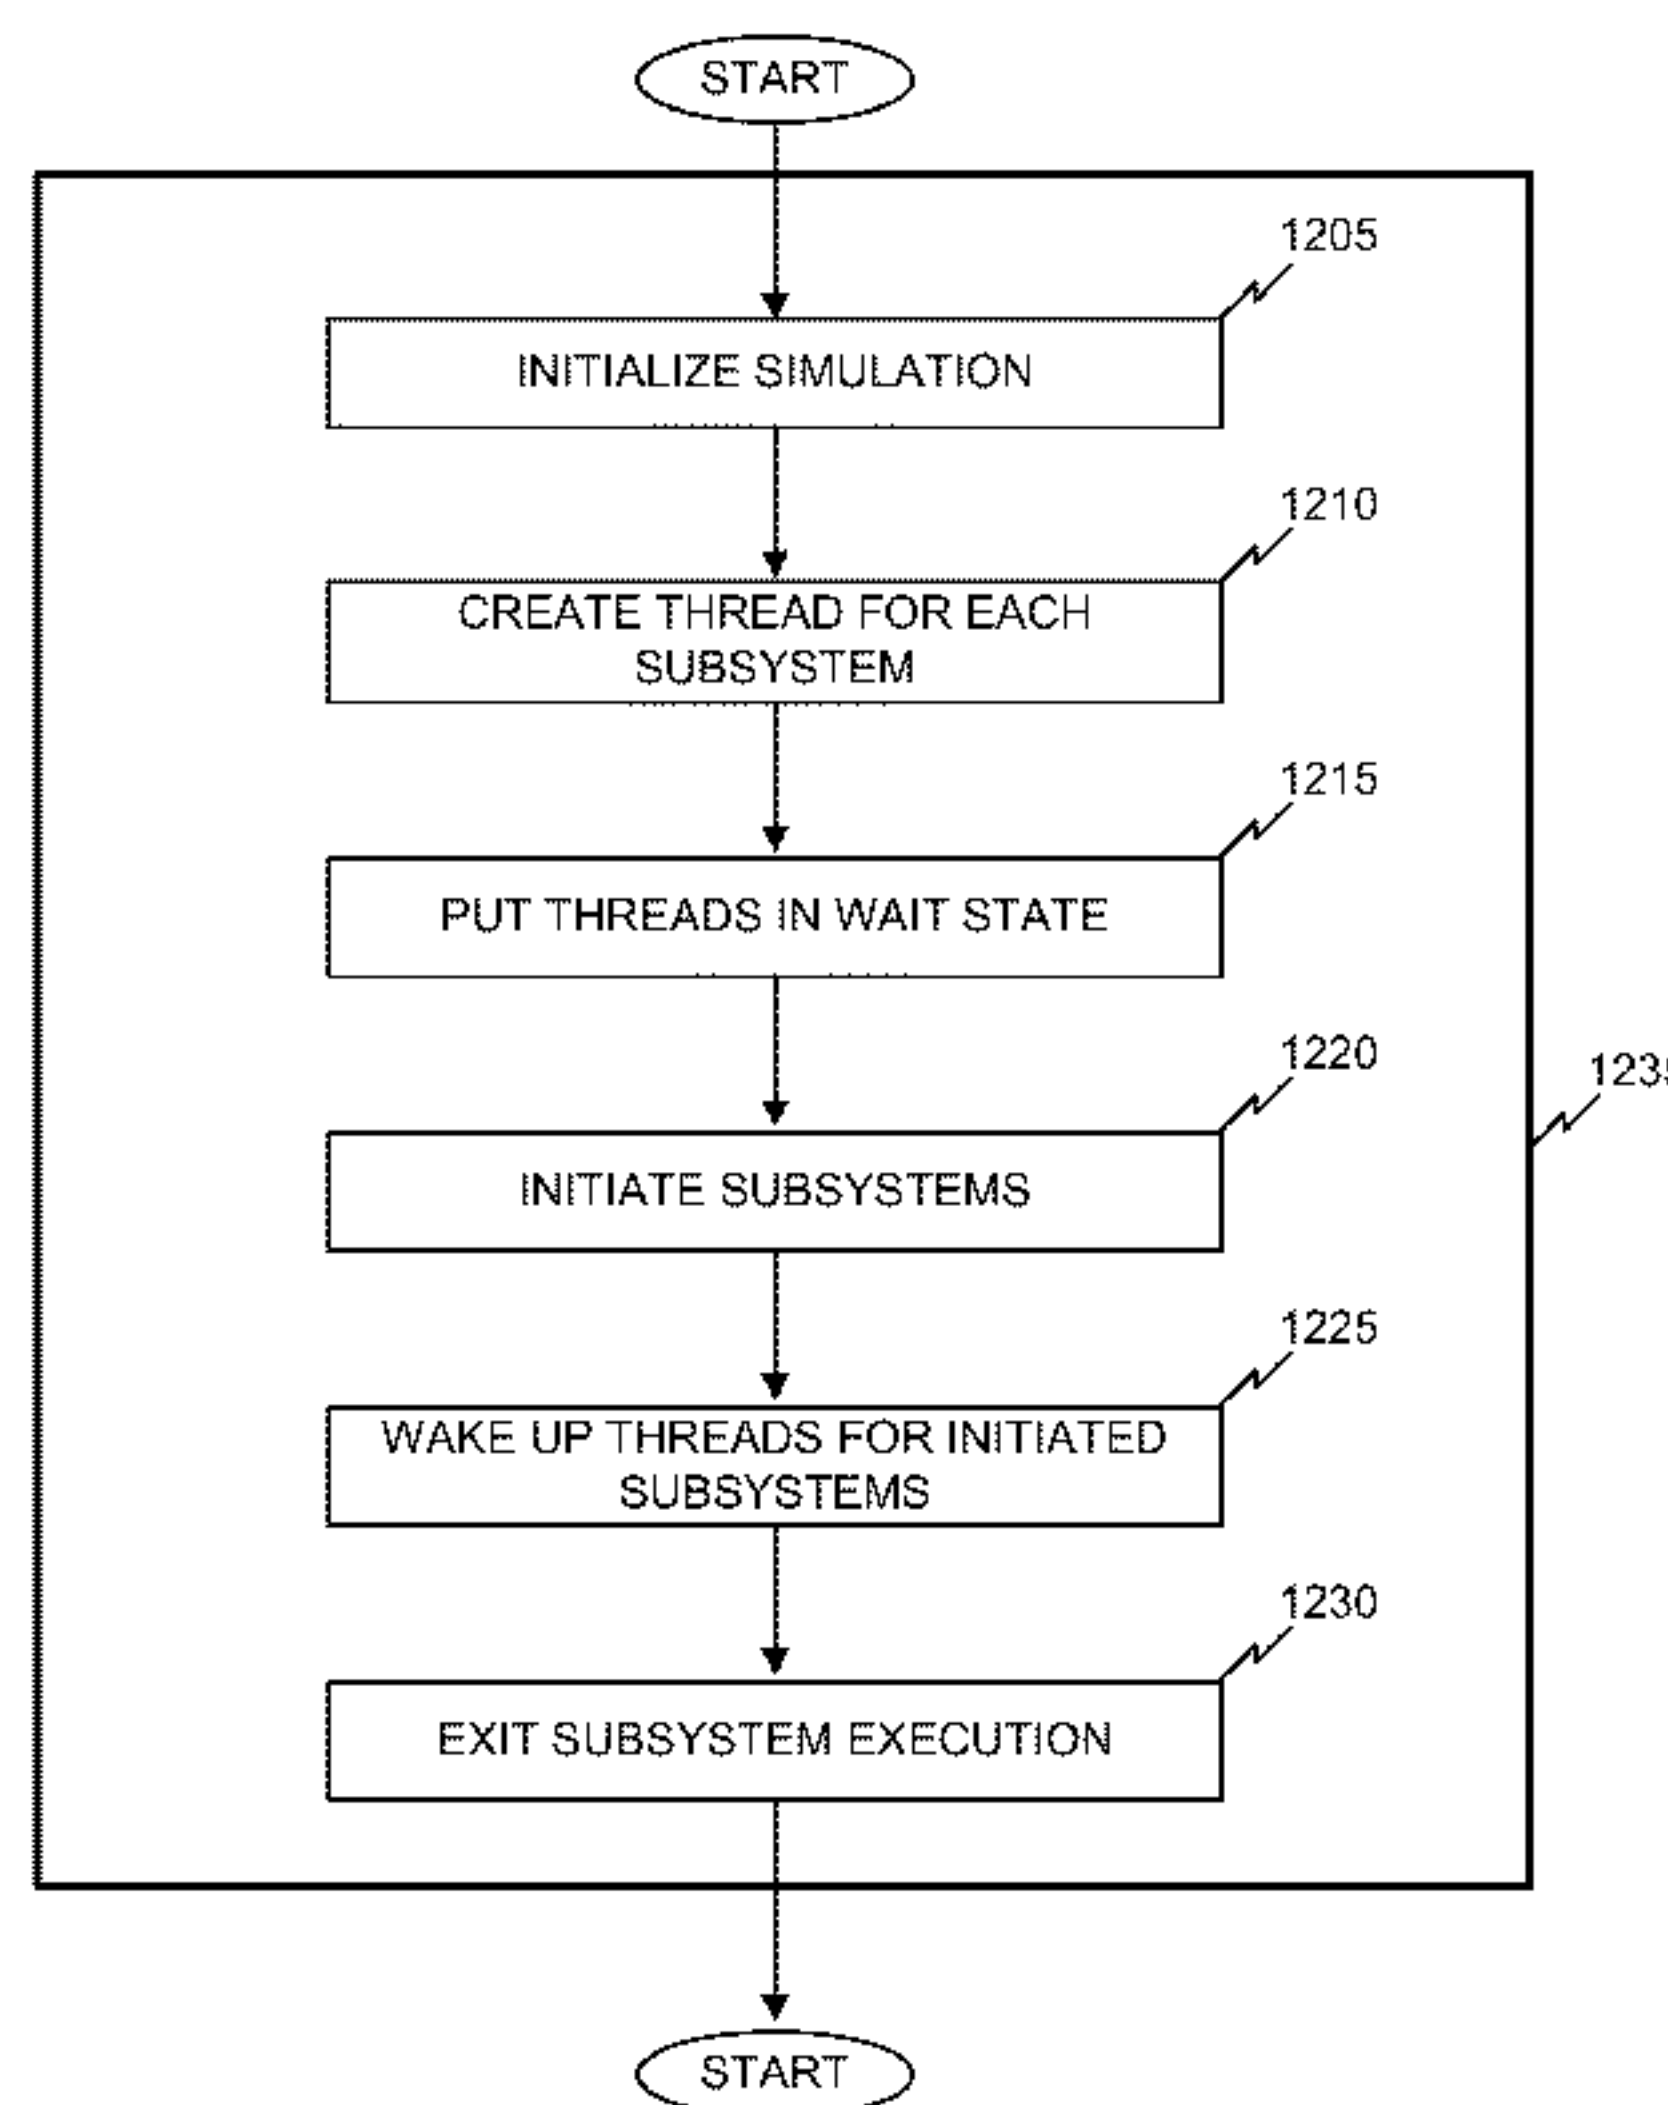 START
1205
INITIALIZE SIMULATION
1210
CREATE THREAD FOR EACH
SUBSYSTEM
1215
PUT THREADS IN WAIT STATE
1220
INITIATE SUBSYSTEMS
1225
WAKE UP THREADS FOR INITIATED
SUBSYSTEMS
1230
EXIT SUBSYSTEM EXECUTION
START